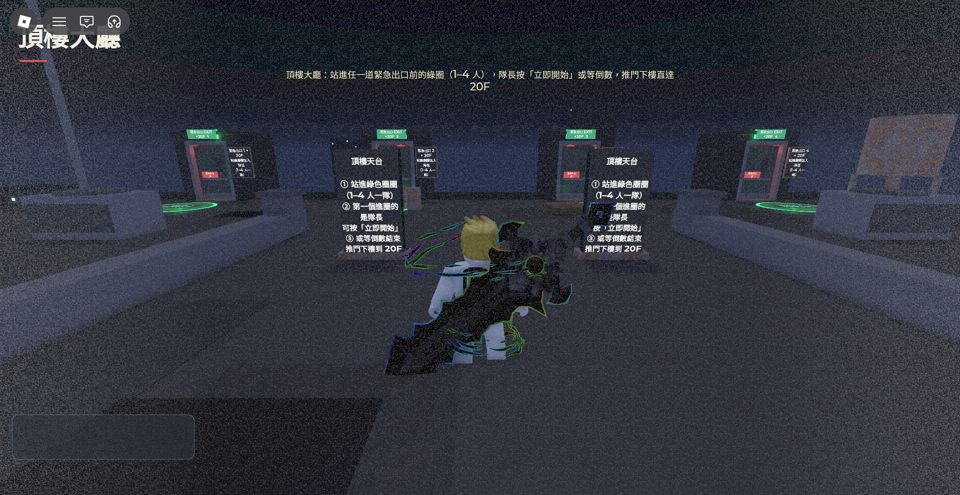 頂樓大廳
頂樓大廳：站進任一道緊急出口前的綠圈（1–4 人），隊長按「立即開始」或等倒數，推門下樓直達
20F
頂樓天台
① 站進綠色圈圈
（1–4 人一隊）
② 第一個進圈的
是隊長
可按「立即開始」
③ 或等倒數結束
推門下樓到 20F
頂樓天台
① 站進綠色圈圈
（1–4 人一隊）
個進圈的
是隊長
按「立即開始」
③ 或等倒數結束
推門下樓到 20F